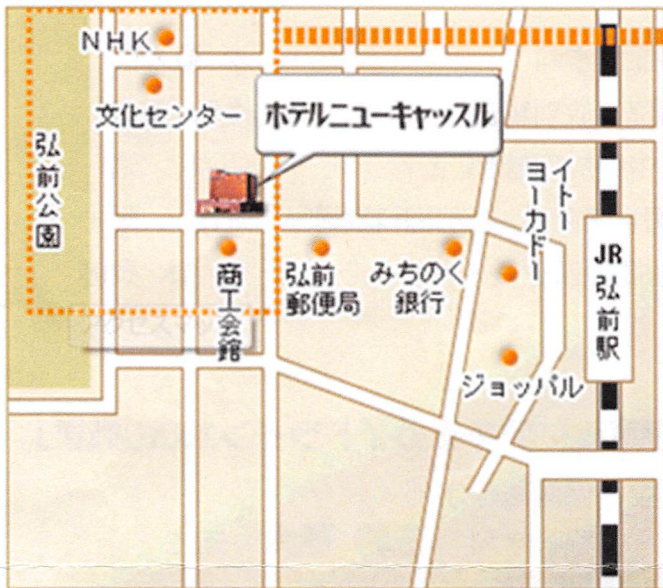 NHK
文化センター
ホテルニューキャッスル
弘前公園
イトー
ヨーカドー
JR
弘前駅
商工会館
弘前
郵便局
みちのく
銀行
ジョッパル